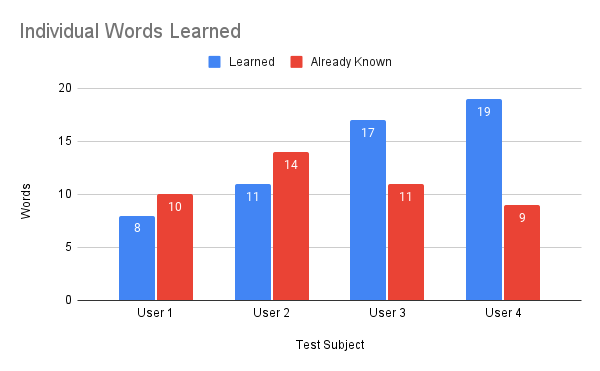 Individual Words Learned
Learned Already Known
20
15
10
5
0
Words
8 10 11 14 17 11 19 9
User 1 User 2 User 3 User 4
Test Subject